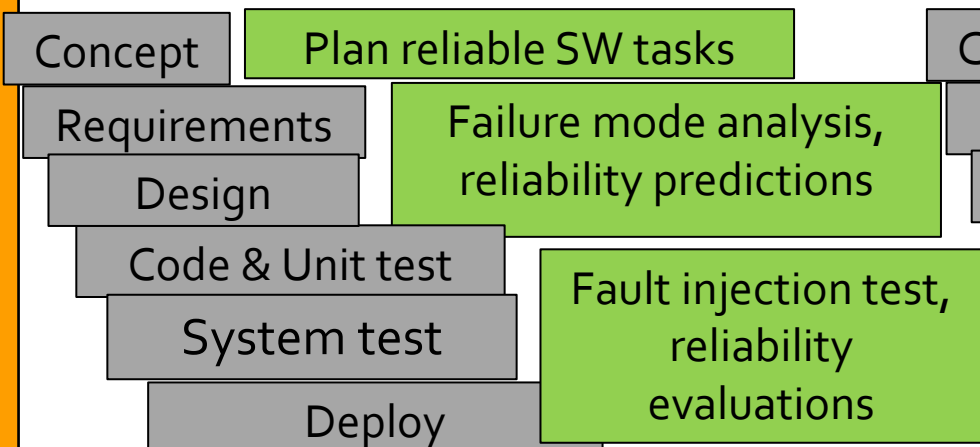 Concept
Plan reliable SW tasks
Requirements
Failure mode analysis,
reliability predictions
Design
Code & Unit test
Fault injection test,
reliability
evaluations
System test
Deploy